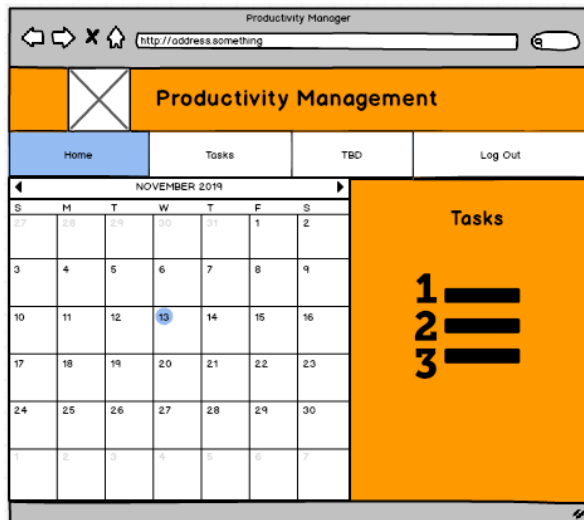 Productivity Manager
http://address.something
Productivity Management
Home Tasks TBD Log Out
NOVEMBER 2019
S M T W T F S
27 28 29 30 31 1 2
3 4 5 6 7 8 9
10 11 12 13 14 15 16
17 18 19 20 21 22 23
24 25 26 27 28 29 30
1 2 3 4 5 6 7
Tasks
1
2
3